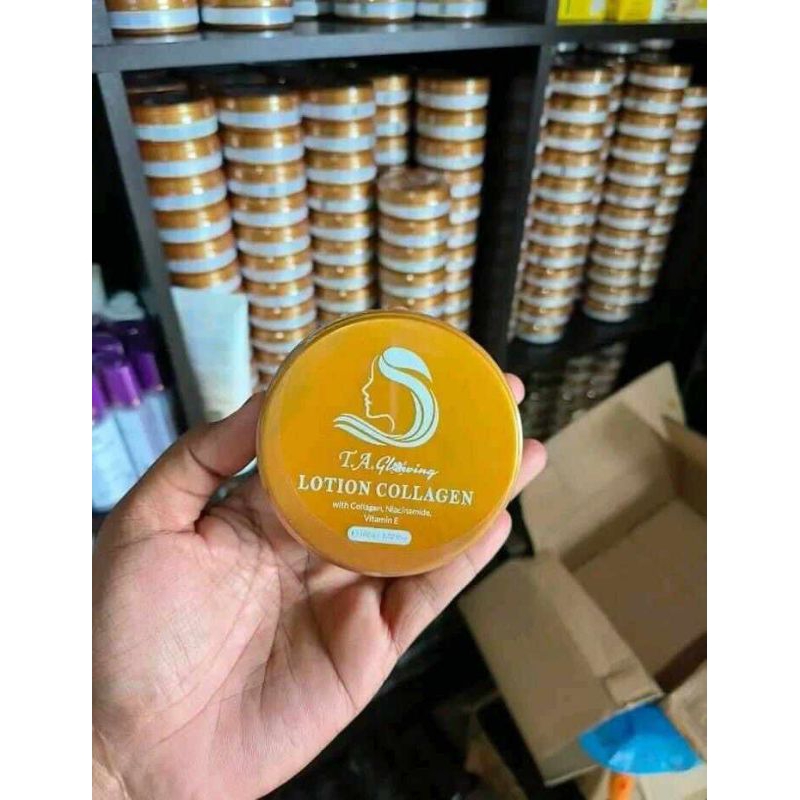 T.A.Glowing
LOTION COLLAGEN
with Collagen, Niacinamide,
Vitamin E